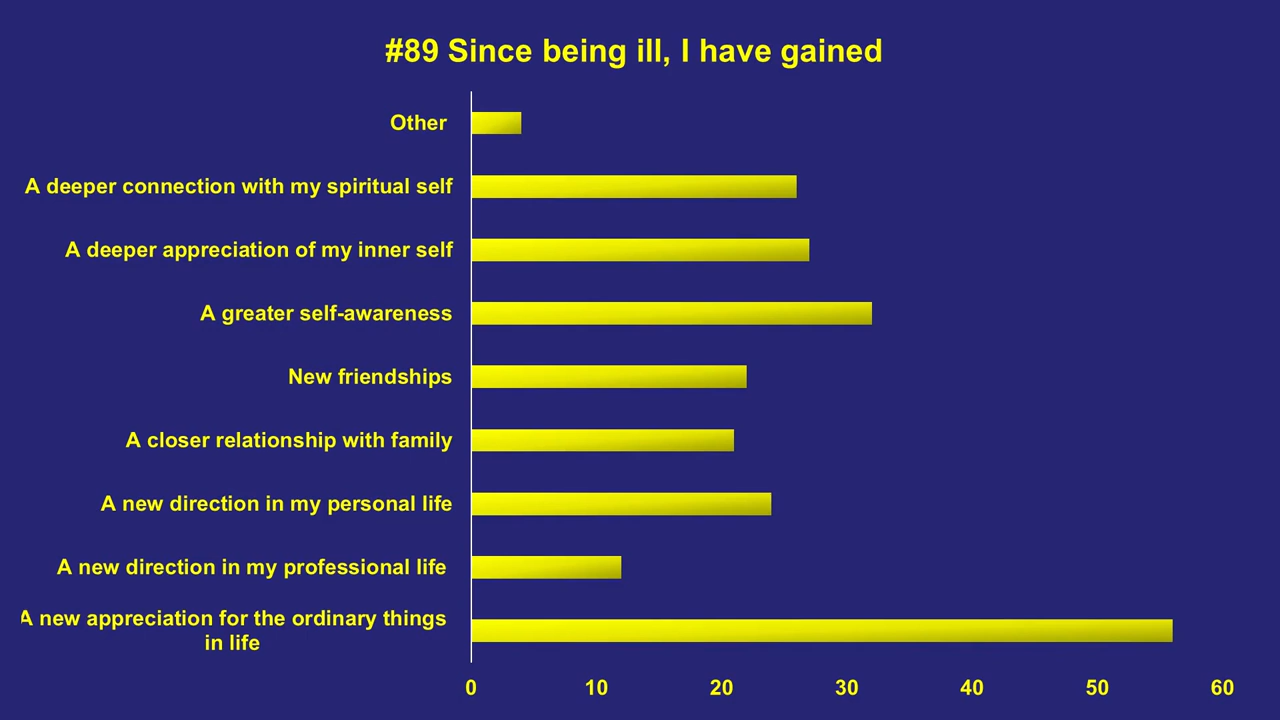 #89 Since being ill, I have gained
Other
A deeper connection with my spiritual self
A deeper appreciation of my inner self
A greater self-awareness
New friendships
A closer relationship with family
A new direction in my personal life
A new direction in my professional life
A new appreciation for the ordinary things
in life
0 10 20 30 40 50 60